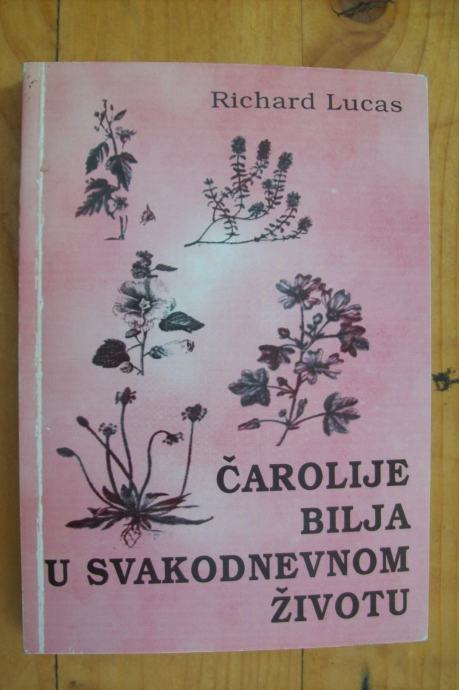 Richard Lucas
ČAROLIJE
BILJA
U SVAKODNEVNOM
ŽIVOTU